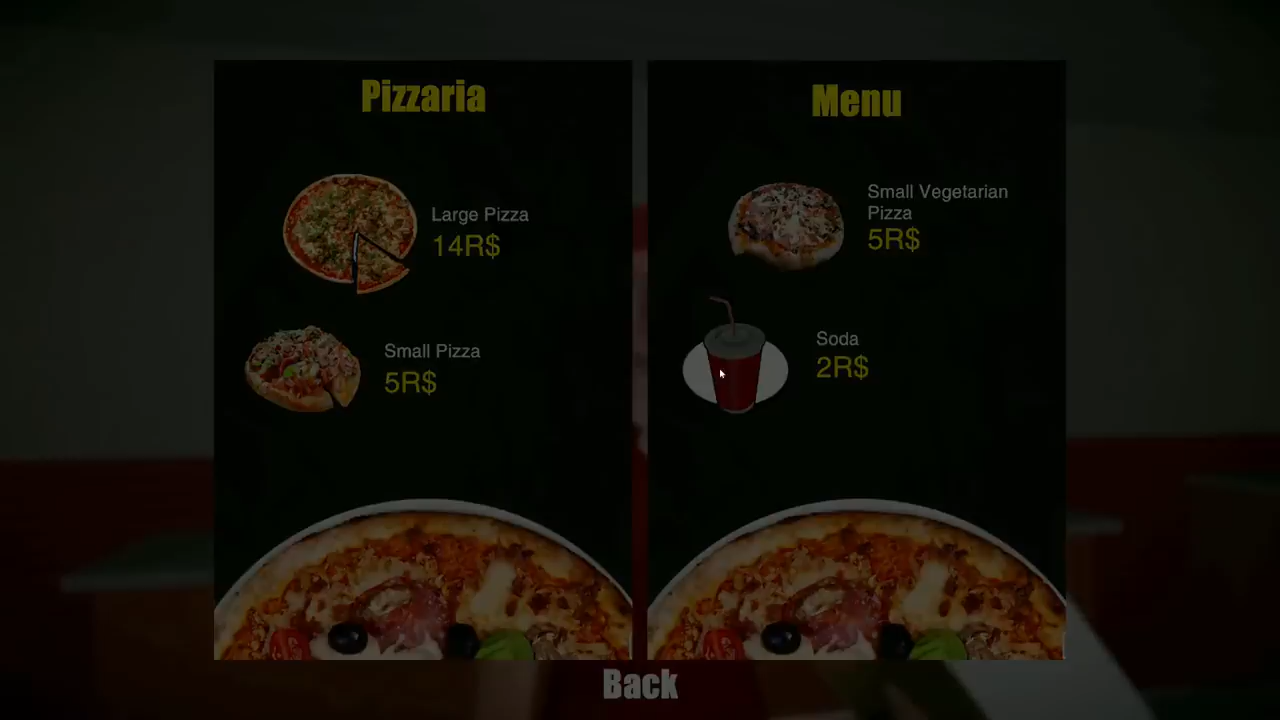 Pizzaria
Large Pizza
14R$
Small Pizza
5R$
Menu
Small Vegetarian
Pizza
5R$
Soda
2R$
Back